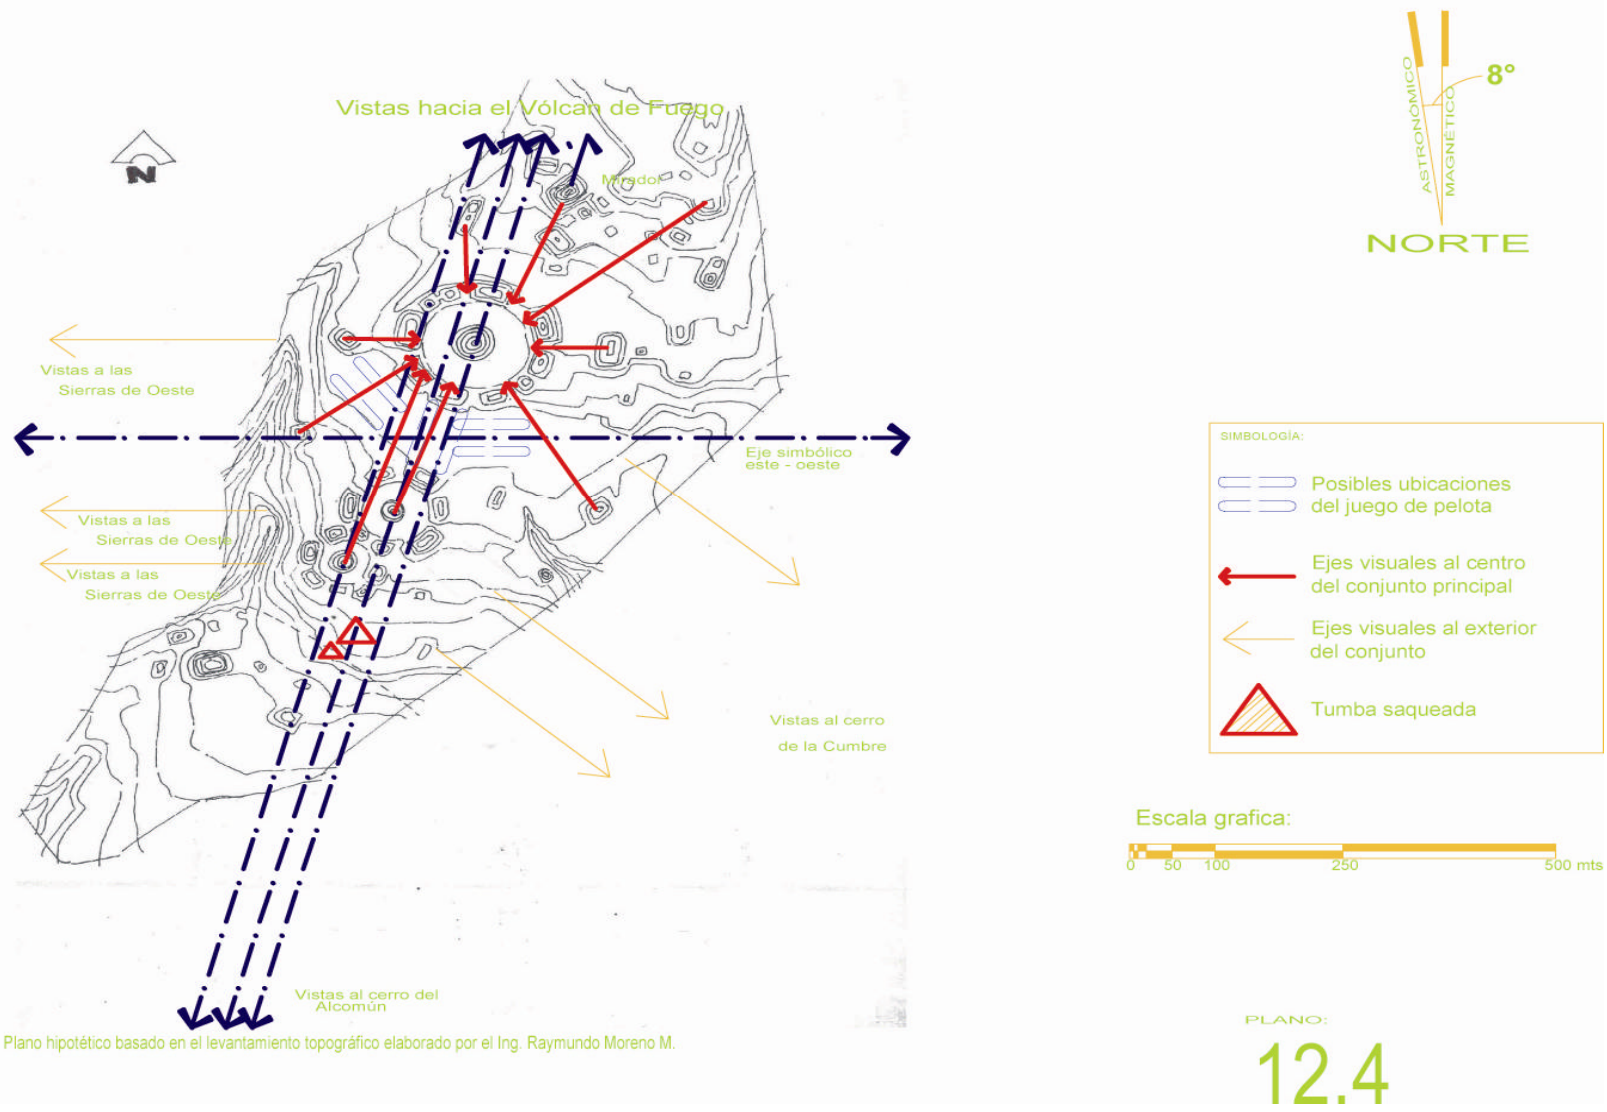 Vistas hacia el Vólcan de Fuego
N
Mirador
Vistas a las
Sierras de Oeste
Eje simbólico
este - oeste
Vistas a las
Sierras de Oeste
Vistas a las
Sierras de Oeste
Vistas al cerro
de la Cumbre
Vistas al cerro del
Alcomún
Plano hipotético basado en el levantamiento topográfico elaborado por el Ing. Raymundo Moreno M.
8°
ASTRONÓMICO
MAGNÉTICO
NORTE
SIMBOLOGÍA:
Posibles ubicaciones
del juego de pelota
Ejes visuales al centro
del conjunto principal
Ejes visuales al exterior
del conjunto
Tumba saqueada
Escala grafica:
0 50 100 250 500 mts
PLANO:
12.4